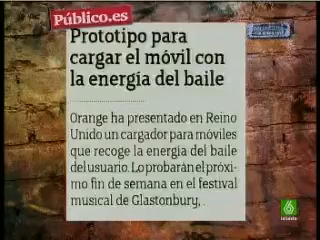 Público.es
Prototipo para
cargar el móvil con
la energía del baile
Orange ha presentado en Reino
Unido un cargador para móviles
que recoge la energía del baile
del usuario. Lo probarán el próxi-
mo fin de semana en el festival
musical de Glastonbury,.
6
laSexta